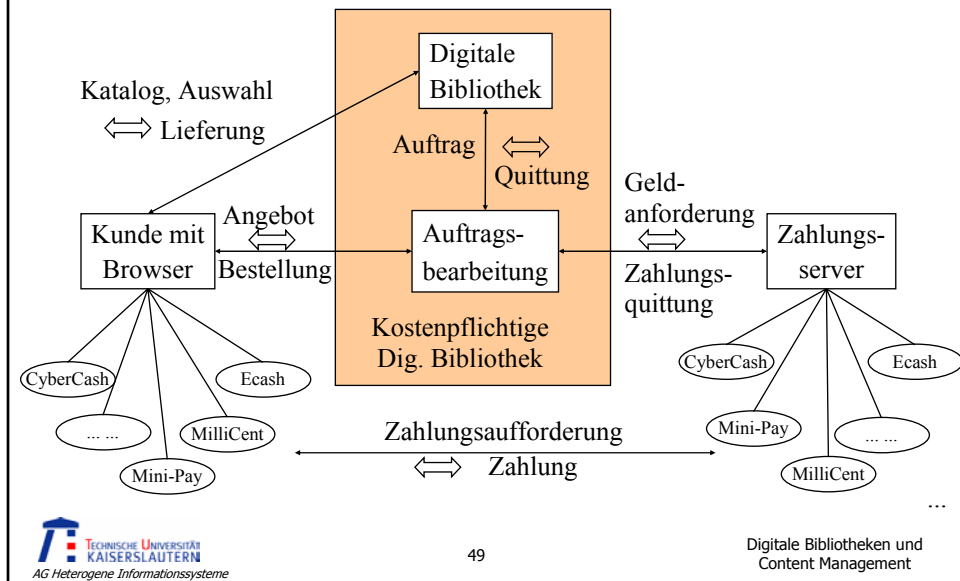 Digitale
Bibliothek
Katalog, Auswahl
Lieferung
Auftrag
Quittung
Geld-
anforderung
Angebot
Kunde mit
Browser
Bestellung
Auftrags-
bearbeitung
Zahlungs-
server
Zahlungs-
quittung
Kostenpflichtige
Dig. Bibliothek
CyberCash
Ecash
... ...
MilliCent
Mini-Pay
CyberCash
Ecash
Mini-Pay
... ...
MilliCent
Zahlungsaufforderung
Zahlung
...
TECHNISCHE UNIVERSITÄT
KAISERSLAUTERN
AG Heterogene Informationssysteme
49
Digitale Bibliotheken und
Content Management